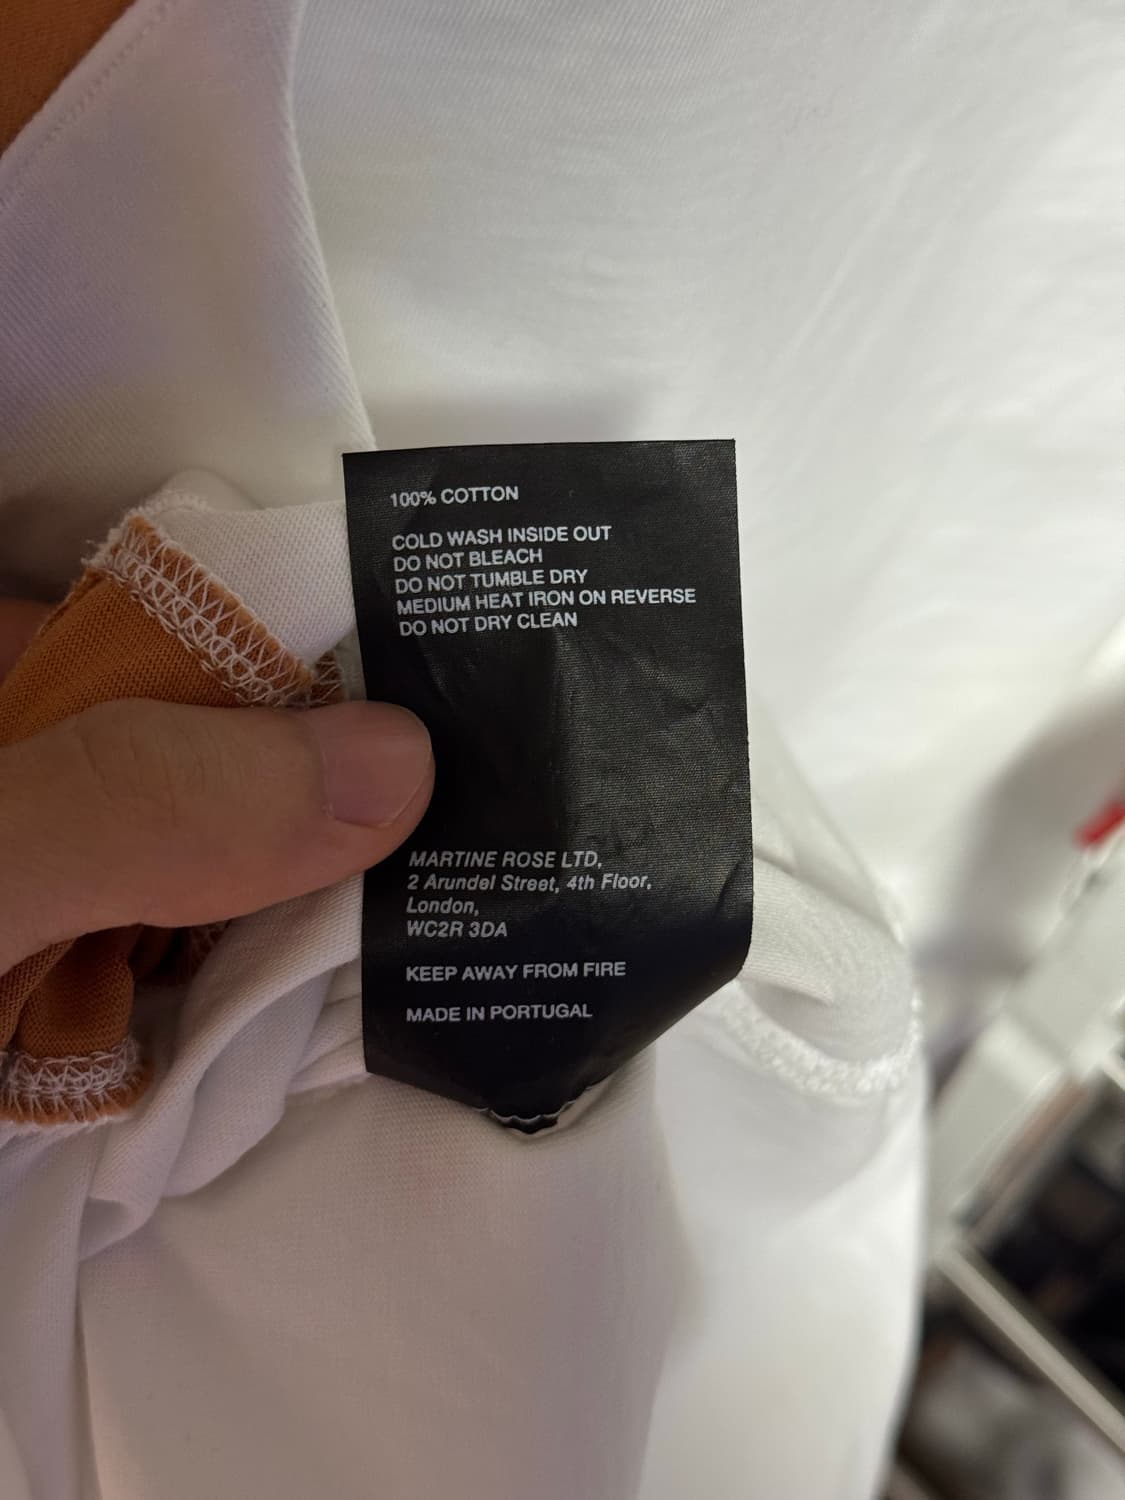 100% COTTON
COLD WASH INSIDE OUT
DO NOT BLEACH
DO NOT TUMBLE DRY
MEDIUM HEAT IRON ON REVERSE
DO NOT DRY CLEAN
MARTINE ROSE LTD,
2 Arundel Street, 4th Floor,
London,
WC2R 3DA
KEEP AWAY FROM FIRE
MADE IN PORTUGAL